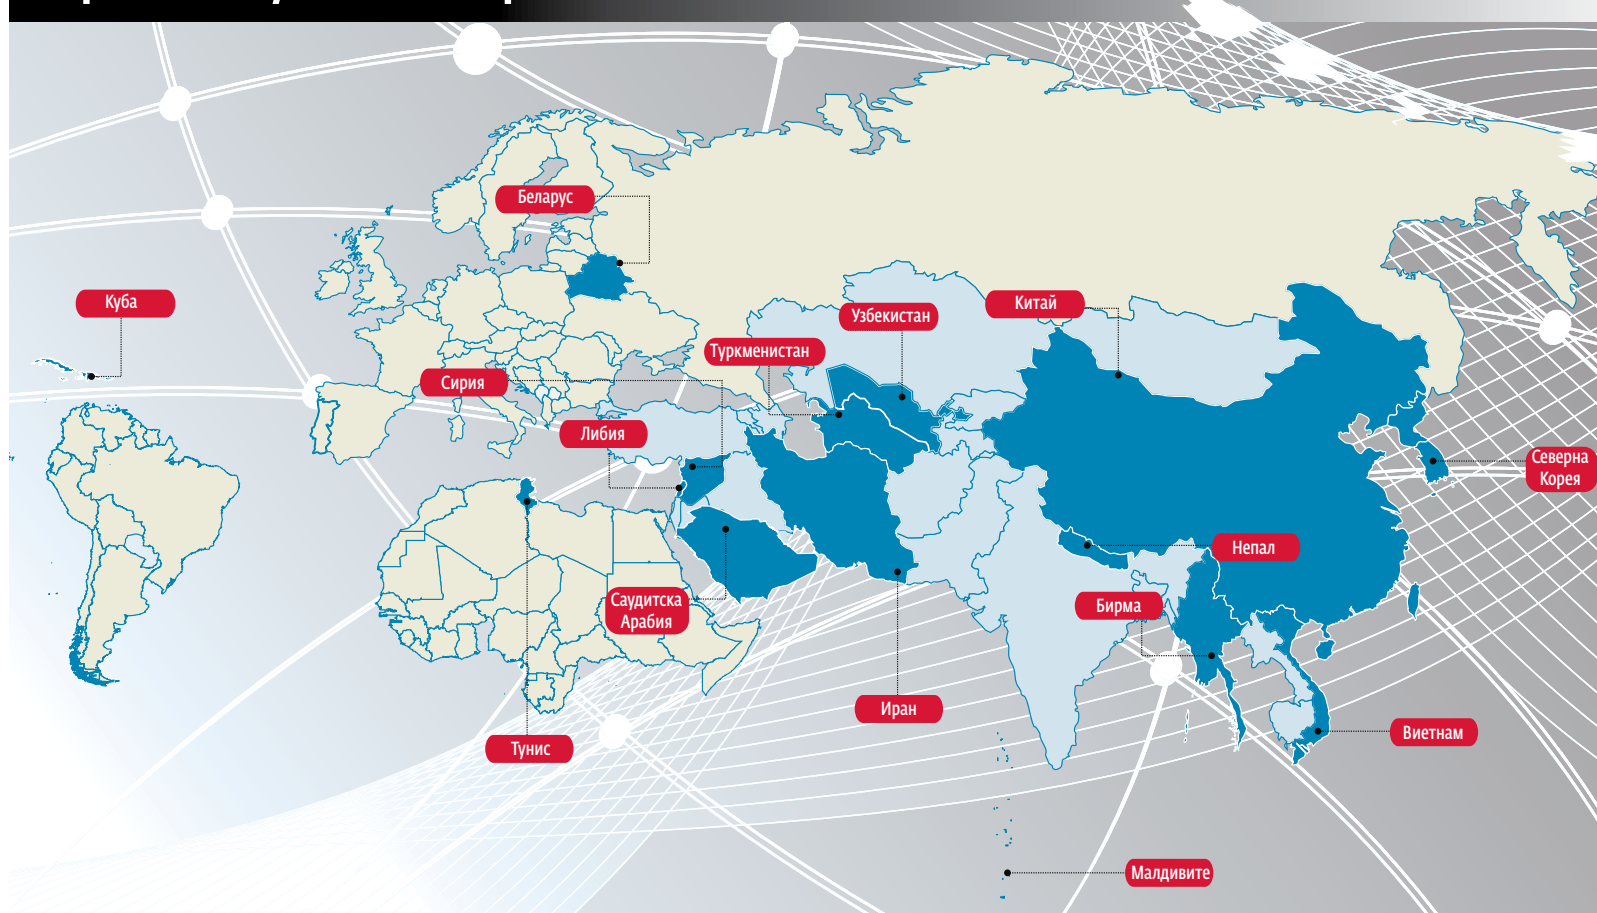 Беларус
Куба
Китай
Узбекистан
Туркменистан
Сирия
Либия
Северна
Корея
Непал
Саудитска
Арабия
Бирма
Иран
Виетнам
Тунис
Малдивите